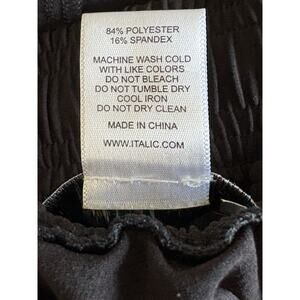 84% POLYESTER
16% SPANDEX
MACHINE WASH COLD
WITH LIKE COLORS
DO NOT BLEACH
DO NOT TUMBLE DRY
COOL IRON
DO NOT DRY CLEAN
MADE IN CHINA
WWW.ITALIC.COM